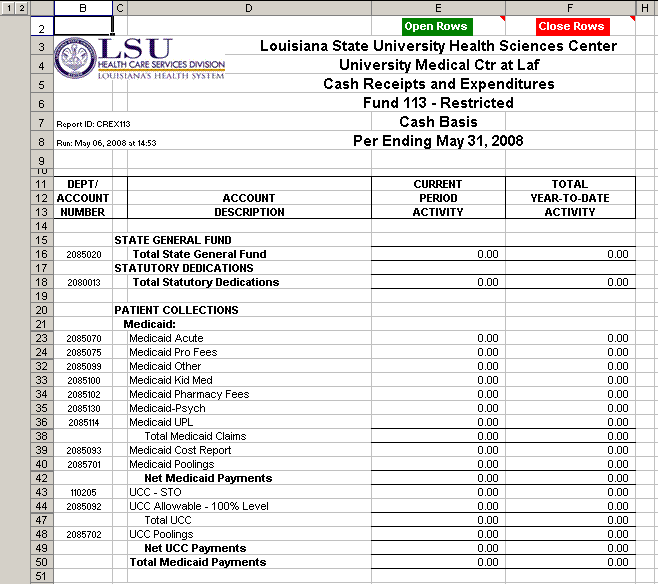 1 2 B C D E F H
2 Open Rows Close Rows
3 LSU Louisiana State University Health Sciences Center
4 HEALTH CARE SERVICES DIVISION University Medical Ctr at Laf
5 LOUISIANA'S HEALTH SYSTEM Cash Receipts and Expenditures
6 Fund 113 - Restricted
7 Report ID: CREX113 Cash Basis
8 Run: May 06, 2008 at 14:53 Per Ending May 31, 2008
9
10
11 DEPT/ CURRENT TOTAL
12 ACCOUNT ACCOUNT PERIOD YEAR-TO-DATE
13 NUMBER DESCRIPTION ACTIVITY ACTIVITY
14
15 STATE GENERAL FUND
16 2085020 Total State General Fund 0.00 0.00
17 STATUTORY DEDICATIONS
18 2080013 Total Statutory Dedications 0.00 0.00
19
20 PATIENT COLLECTIONS
21 Medicaid:
23 2085070 Medicaid Acute 0.00 0.00
24 2085075 Medicaid Pro Fees 0.00 0.00
32 2085099 Medicaid Other 0.00 0.00
33 2085100 Medicaid Kid Med 0.00 0.00
34 2085102 Medicaid Pharmacy Fees 0.00 0.00
35 2085130 Medicaid-Psych 0.00 0.00
36 2085114 Medicaid UPL 0.00 0.00
38 Total Medicaid Claims 0.00 0.00
39 2085093 Medicaid Cost Report 0.00 0.00
40 2085701 Medicaid Poolings 0.00 0.00
42 Net Medicaid Payments 0.00 0.00
43 110205 UCC - STO 0.00 0.00
44 2085092 UCC Allowable - 100% Level 0.00 0.00
47 Total UCC 0.00 0.00
48 2085702 UCC Poolings 0.00 0.00
49 Net UCC Payments 0.00 0.00
50 Total Medicaid Payments 0.00 0.00
51